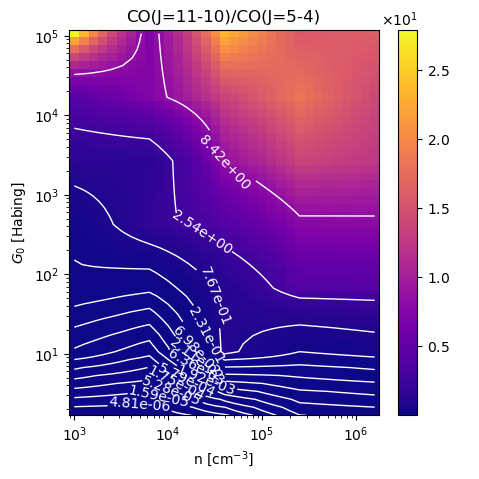 CO(J=11-10)/CO(J=5-4)
×10¹
10⁵
10⁴
10³
10²
10¹
G₀ [Habing]
8.42e+00
2.54e+00
7.67e-01
2.31e-01
4.81e-06
10³
10⁴
10⁵
10⁶
n [cm⁻³]
2.5
2.0
1.5
1.0
0.5